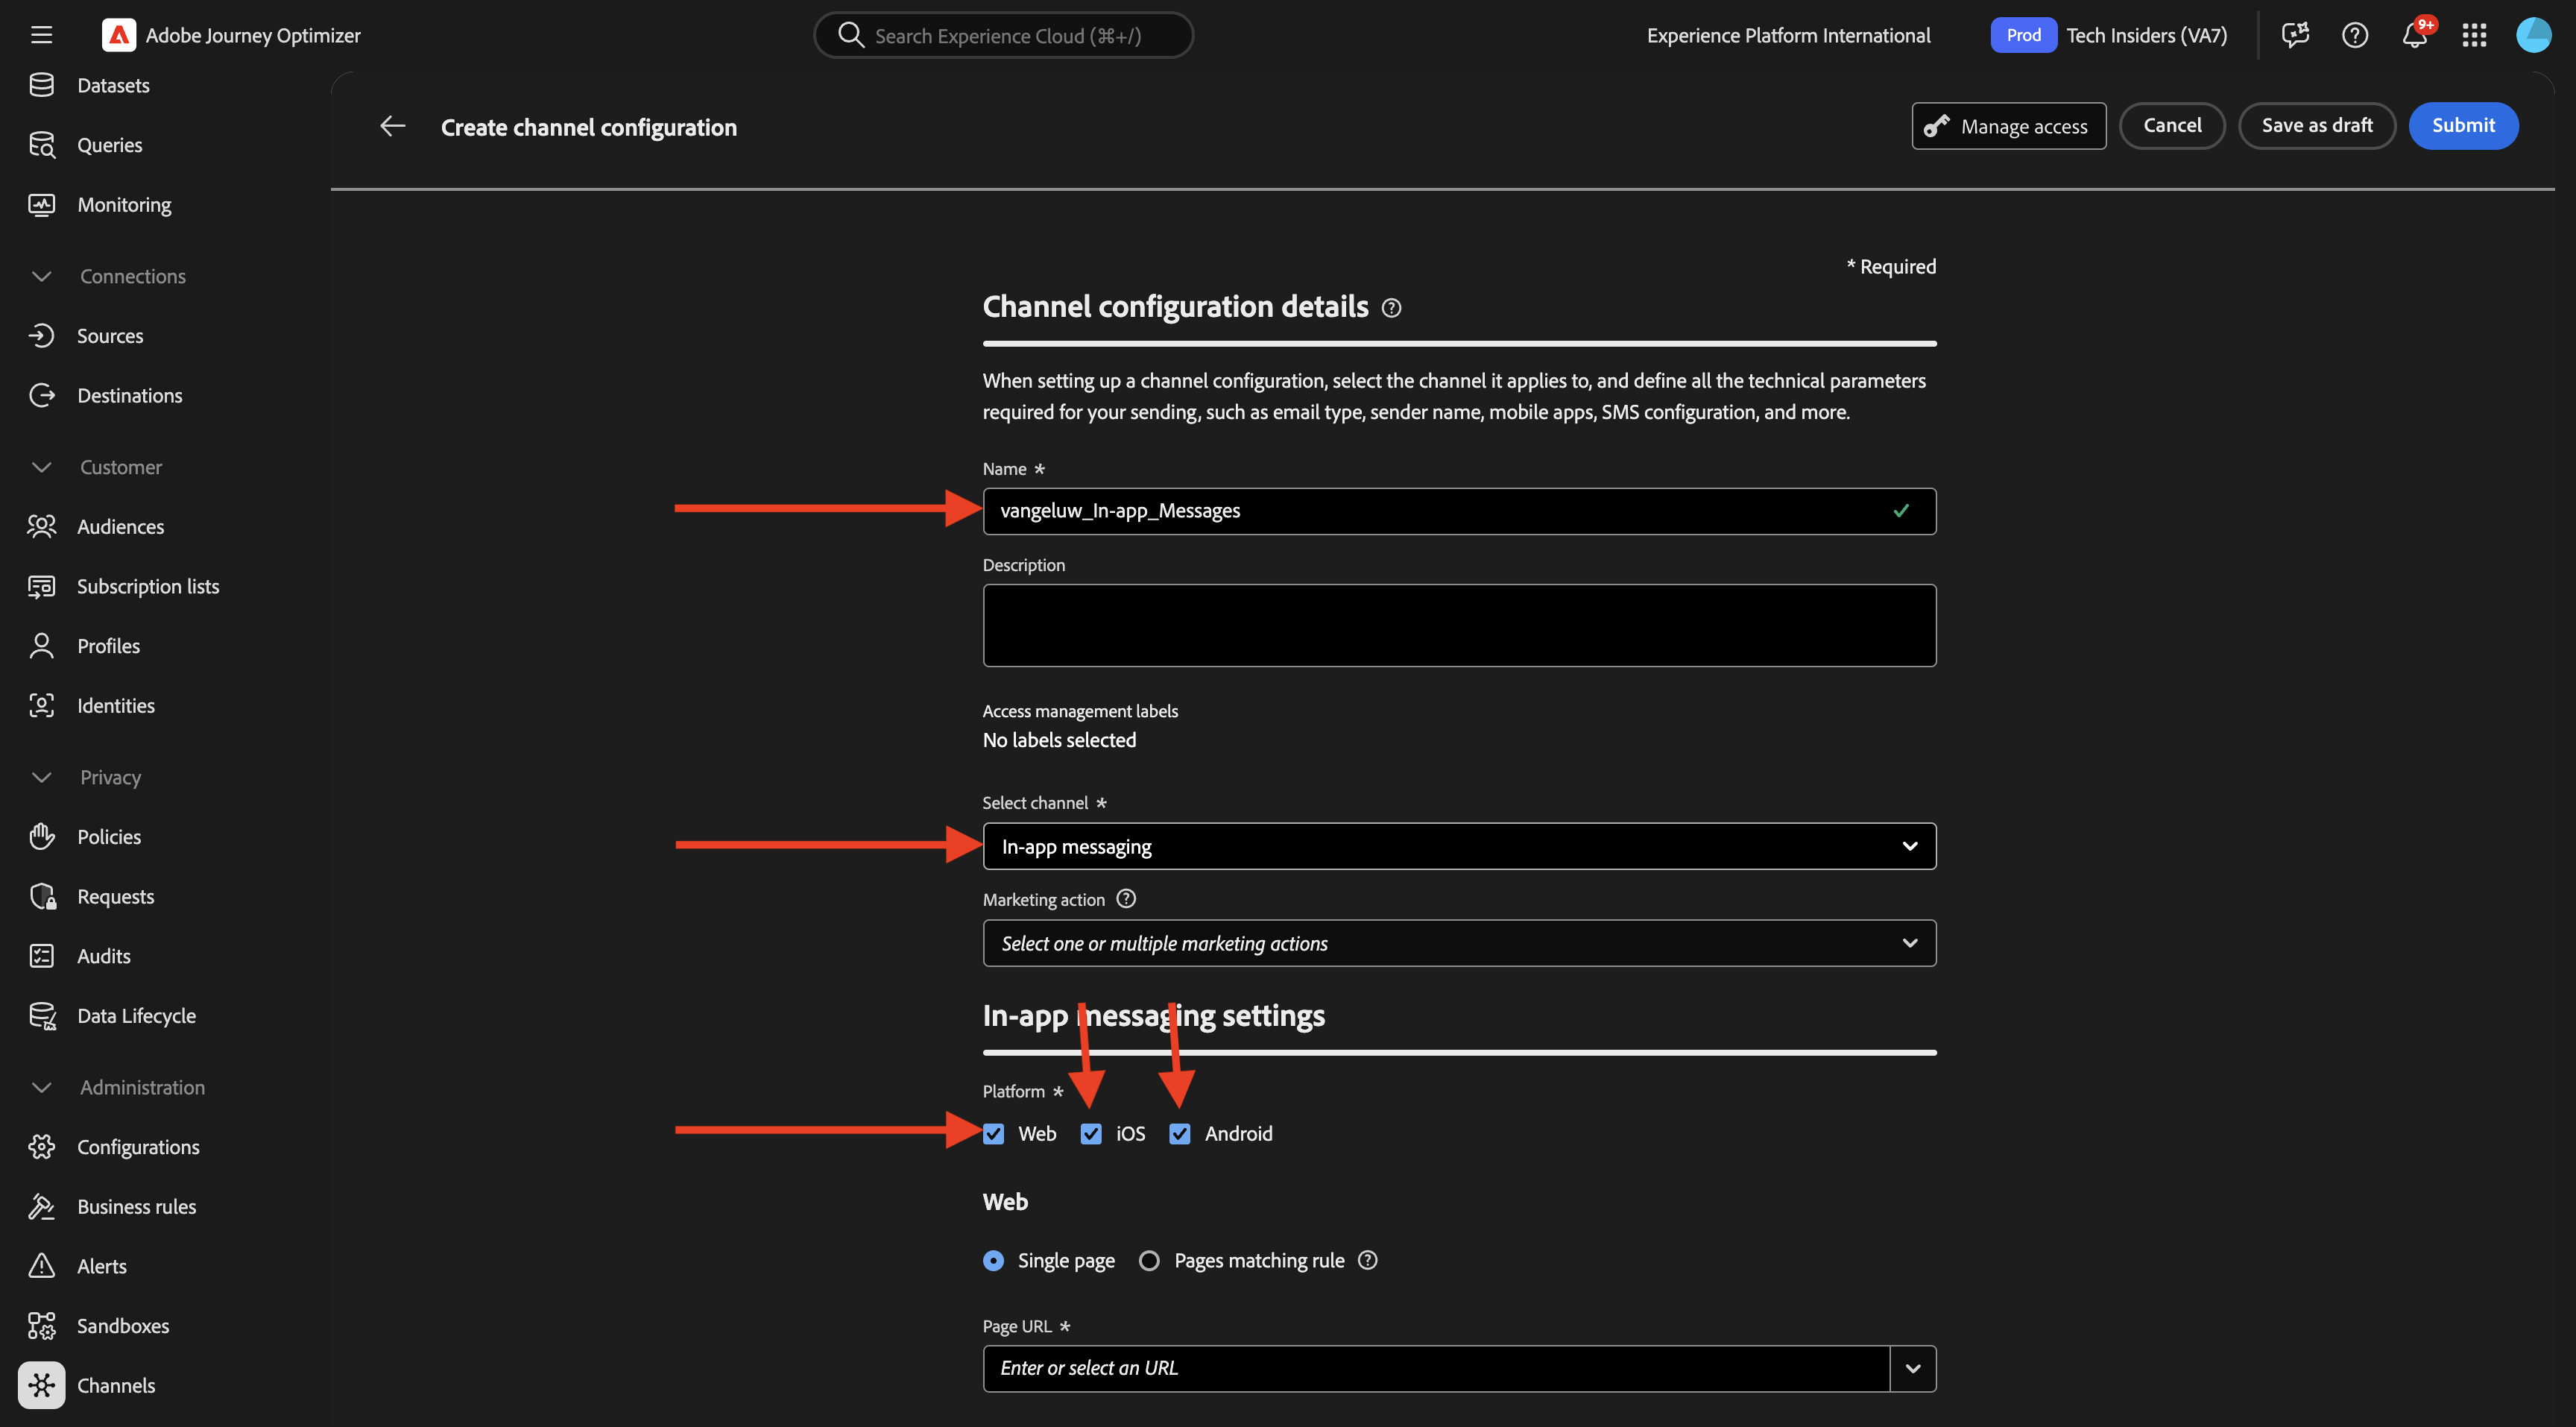 Adobe Journey Optimizer
Search Experience Cloud (⌘+/)
Experience Platform International
Prod
Tech Insiders (VA7)
9+
Datasets
Queries
Monitoring
Connections
Sources
Destinations
Customer
Audiences
Subscription lists
Profiles
Identities
Privacy
Policies
Requests
Audits
Data Lifecycle
Administration
Configurations
Business rules
Alerts
Sandboxes
Channels
Create channel configuration
Manage access
Cancel
Save as draft
Submit
* Required
Channel configuration details
When setting up a channel configuration, select the channel it applies to, and define all the technical parameters
required for your sending, such as email type, sender name, mobile apps, SMS configuration, and more.
Name *
vangeluw_In-app_Messages
Description
Access management labels
No labels selected
Select channel *
In-app messaging
Marketing action
Select one or multiple marketing actions
In-app messaging settings
Platform *
Web iOS Android
Web
Single page Pages matching rule
Page URL *
Enter or select an URL